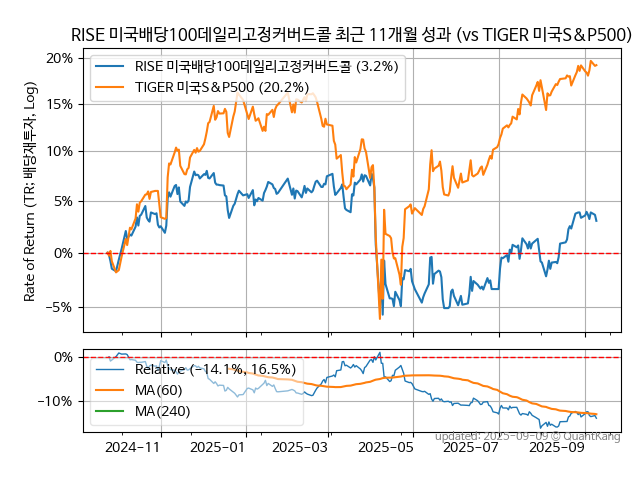 RISE 미국배당100데일리고정커버드콜 최근 11개월 성과 (vs TIGER 미국S&P500)
Rate of Return (TR: 배당재투자, Log)
20%
15%
10%
5%
0%
−5%
RISE 미국배당100데일리고정커버드콜 (3.2%)
TIGER 미국S&P500 (20.2%)
0%
−10%
Relative (−14.1%, 16.5%)
MA(60)
MA(240)
updated: 2025-09-09 © QuantKang
2024-11
2025-01
2025-03
2025-05
2025-07
2025-09